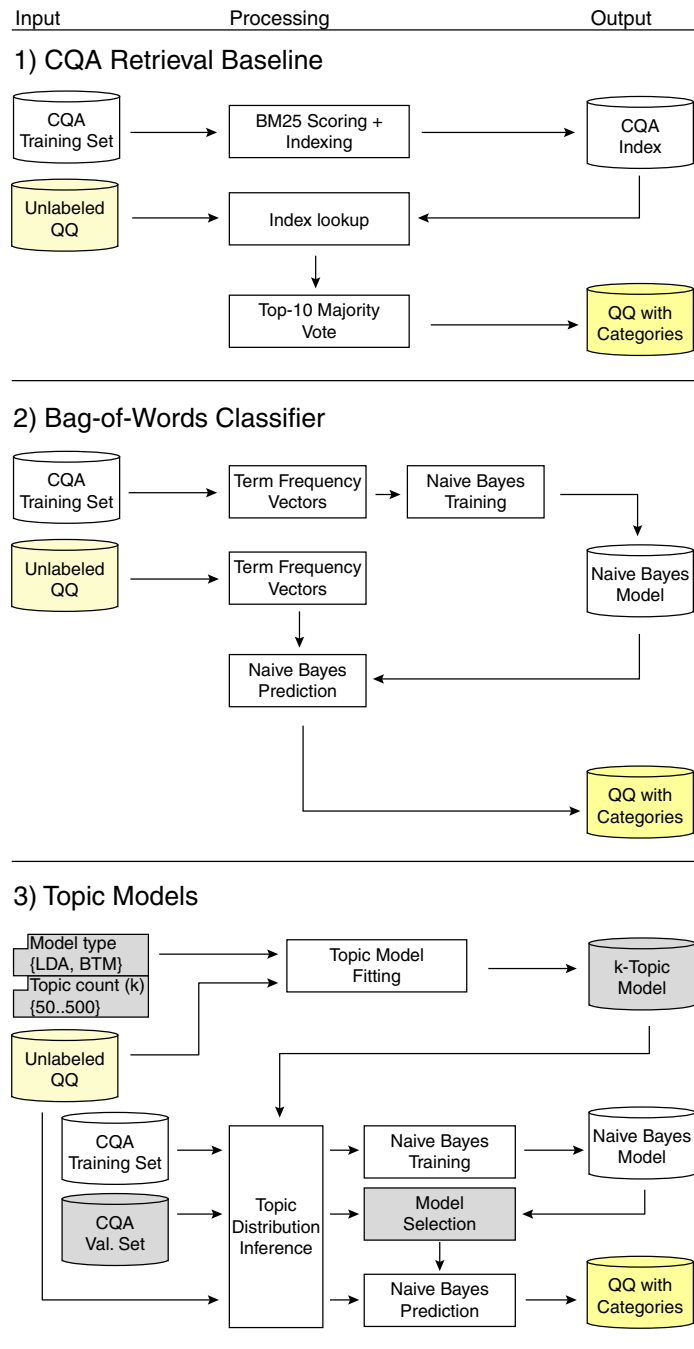 Input Processing Output
1) CQA Retrieval Baseline
CQA
Training Set
BM25 Scoring +
Indexing
CQA
Index
Unlabeled
QQ
Index lookup
Top-10 Majority
Vote
QQ with
Categories
2) Bag-of-Words Classifier
CQA
Training Set
Term Frequency
Vectors
Naive Bayes
Training
Unlabeled
QQ
Term Frequency
Vectors
Naive Bayes
Model
Naive Bayes
Prediction
QQ with
Categories
3) Topic Models
Model type
{LDA, BTM}
Topic count (k)
{50..500}
Topic Model
Fitting
k-Topic
Model
Unlabeled
QQ
CQA
Training Set
Topic
Distribution
Inference
Naive Bayes
Training
Naive Bayes
Model
CQA
Val. Set
Model
Selection
Naive Bayes
Prediction
QQ with
Categories